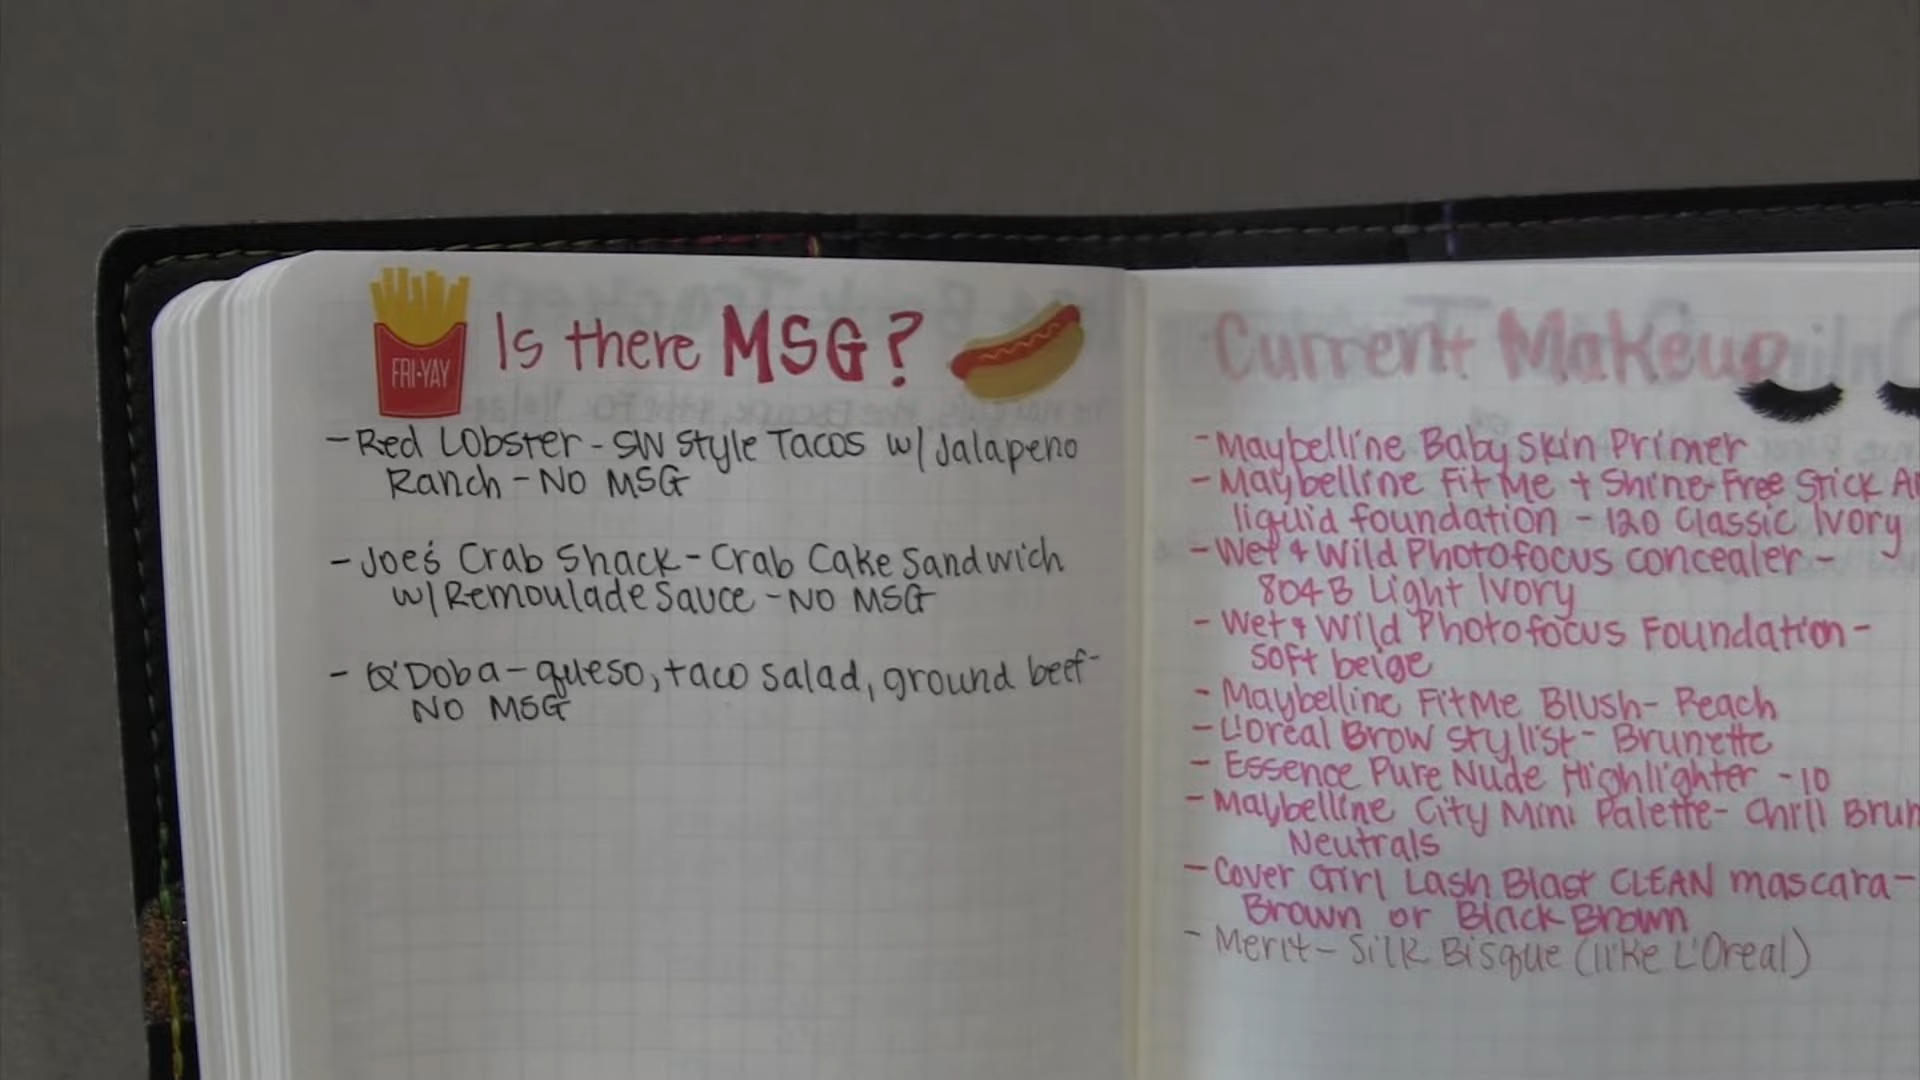 FRI-YAY
Is there MSG?
- Red Lobster - SW Style Tacos w/ Jalapeno
Ranch - NO MSG
- Joe's Crab Shack - Crab Cake Sandwich
w/ Remoulade Sauce - NO MSG
- Q'Doba - queso, taco salad, ground beef -
NO MSG
Current Makeup
- Maybelline Baby Skin Primer
- Maybelline Fit Me + Shine-Free Stick
liquid foundation - 120 Classic Ivory
- Wet & Wild Photofocus concealer -
804B Light Ivory
- Wet & Wild Photofocus Foundation -
Soft beige
- Maybelline FitMe Blush - Peach
- L'Oreal Brow Stylist - Brunette
- Essence Pure Nude Highlighter - 10
- Maybelline City Mini Palette - Chill Brun
Neutrals
- Cover Girl Lash Blast CLEAN mascara -
Brown or Black Brown
- Merit - Silk Bisque (like L'Oreal)